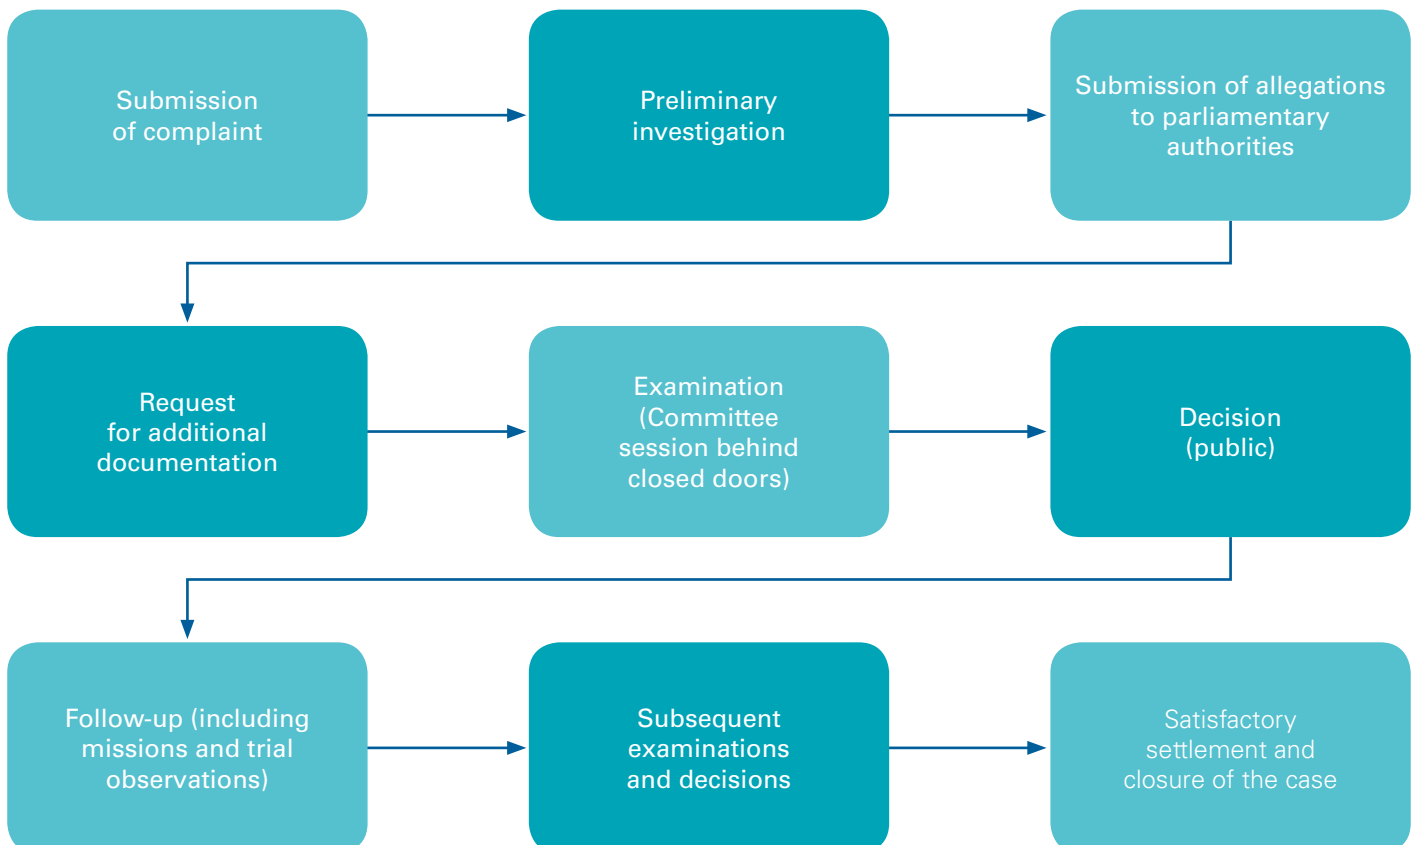 Submission
of complaint
Preliminary
investigation
Submission of allegations
to parliamentary
authorities
Request
for additional
documentation
Examination
(Committee
session behind
closed doors)
Decision
(public)
Follow-up (including
missions and trial
observations)
Subsequent
examinations
and decisions
Satisfactory
settlement and
closure of the case